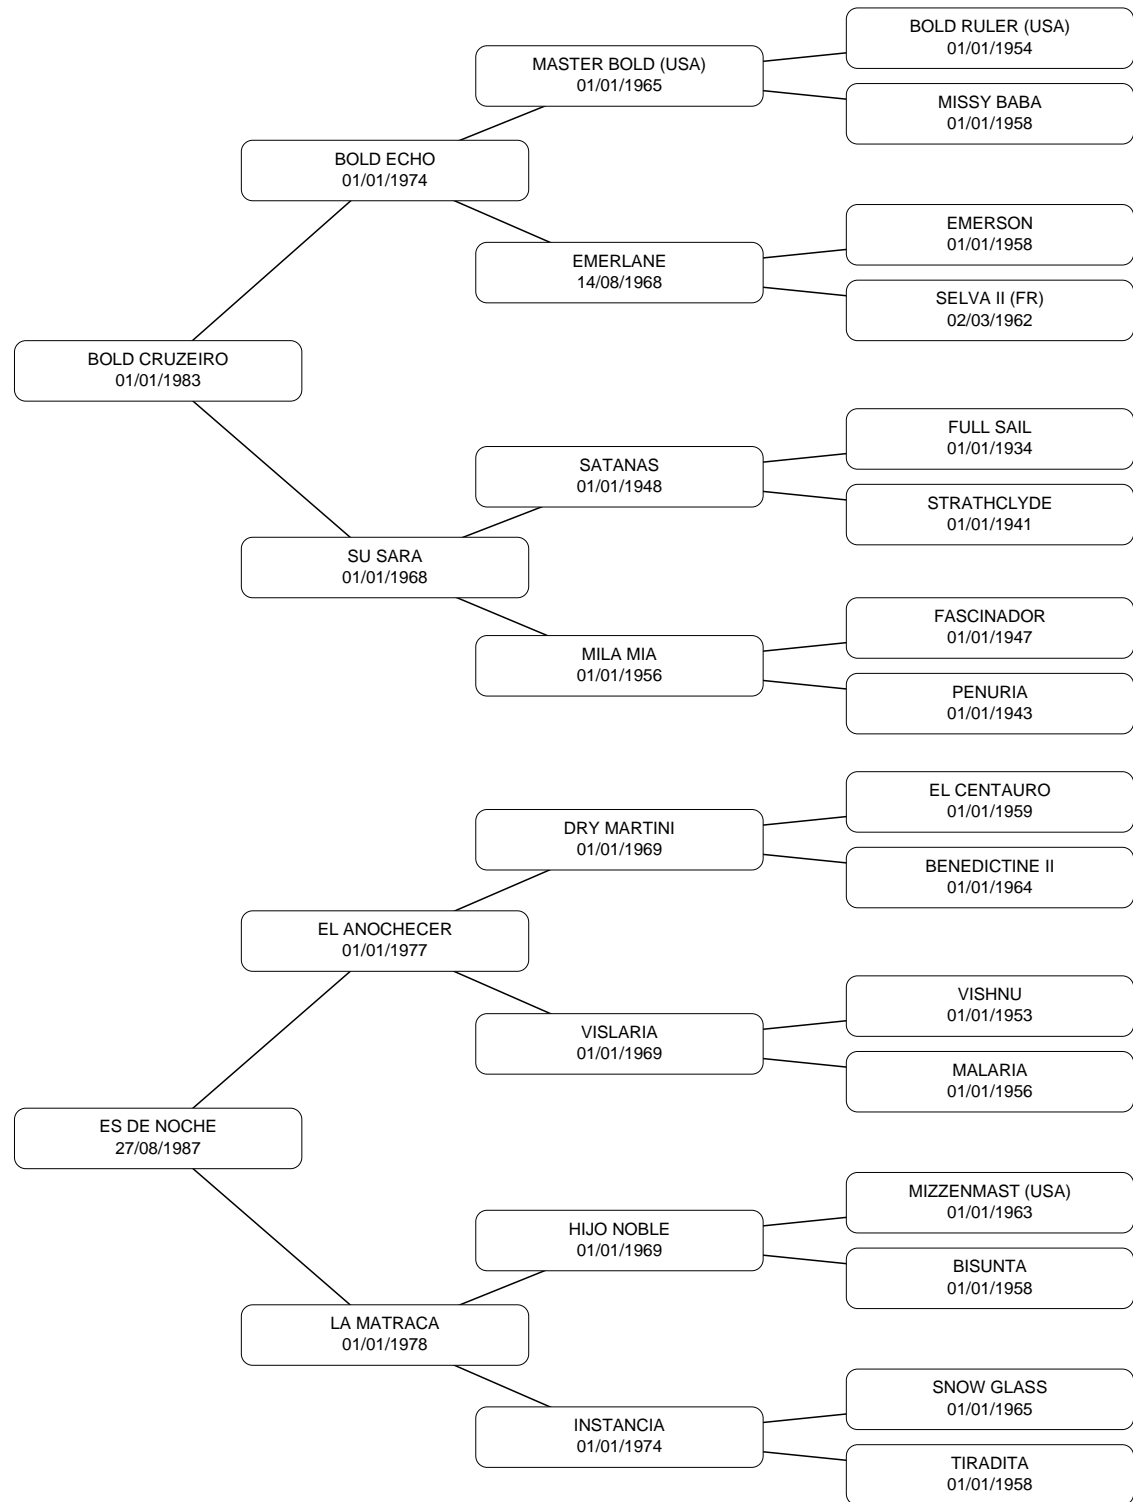 BOLD RULER (USA)
01/01/1954
MASTER BOLD (USA)
01/01/1965
MISSY BABA
01/01/1958
BOLD ECHO
01/01/1974
EMERSON
01/01/1958
EMERLANE
14/08/1968
SELVA II (FR)
02/03/1962
BOLD CRUZEIRO
01/01/1983
FULL SAIL
01/01/1934
SATANAS
01/01/1948
STRATHCLYDE
01/01/1941
SU SARA
01/01/1968
FASCINADOR
01/01/1947
MILA MIA
01/01/1956
PENURIA
01/01/1943
EL CENTAURO
01/01/1959
DRY MARTINI
01/01/1969
BENEDICTINE II
01/01/1964
EL ANOCHECER
01/01/1977
VISHNU
01/01/1953
VISLARIA
01/01/1969
MALARIA
01/01/1956
ES DE NOCHE
27/08/1987
MIZZENMAST (USA)
01/01/1963
HIJO NOBLE
01/01/1969
BISUNTA
01/01/1958
LA MATRACA
01/01/1978
SNOW GLASS
01/01/1965
INSTANCIA
01/01/1974
TIRADITA
01/01/1958